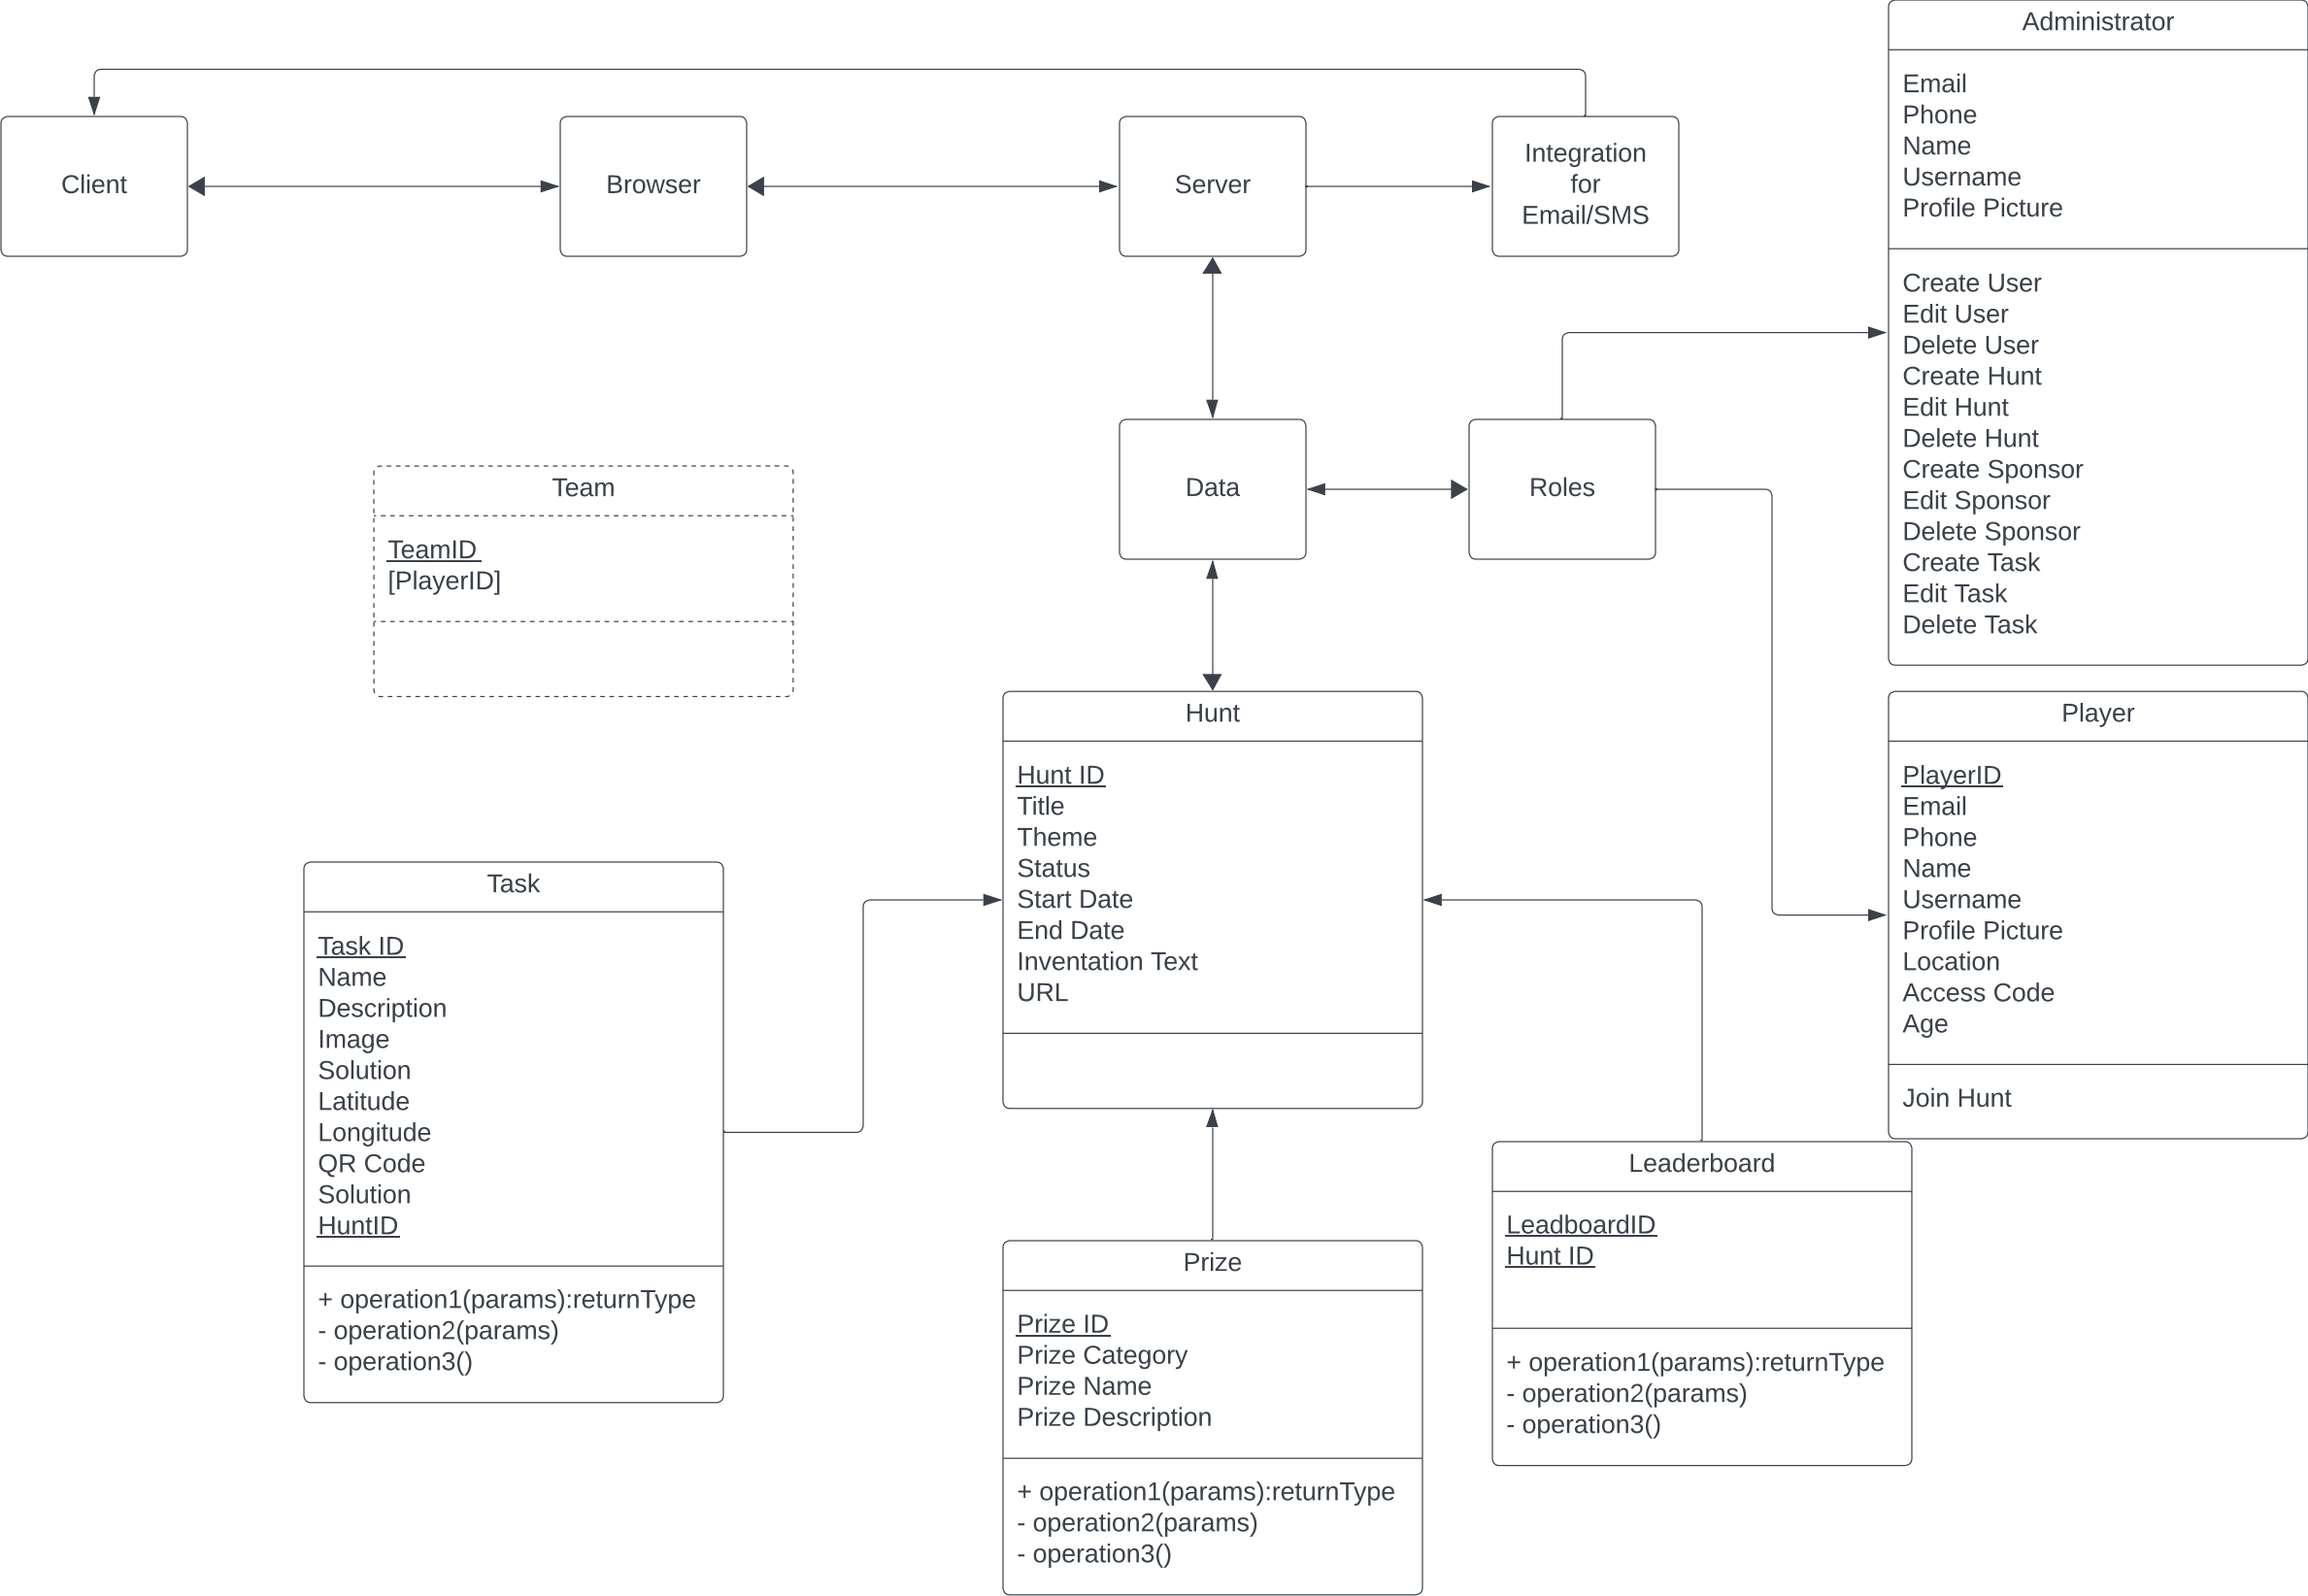 Administrator
Email
Phone
Name
Username
Profile Picture
Create User
Edit User
Delete User
Create Hunt
Edit Hunt
Delete Hunt
Create Sponsor
Edit Sponsor
Delete Sponsor
Create Task
Edit Task
Delete Task
Client
Browser
Server
Integration
for
Email/SMS
Team
TeamID
[PlayerID]
Data
Roles
Hunt
Hunt ID
Title
Theme
Status
Start Date
End Date
Inventation Text
URL
Player
PlayerID
Email
Phone
Name
Username
Profile Picture
Location
Access Code
Age
Join Hunt
Task
Task ID
Name
Description
Image
Solution
Latitude
Longitude
QR Code
Solution
HuntID
+ operation1(params):returnType
- operation2(params)
- operation3()
Prize
Prize ID
Prize Category
Prize Name
Prize Description
+ operation1(params):returnType
- operation2(params)
- operation3()
Leaderboard
LeadboardID
Hunt ID
+ operation1(params):returnType
- operation2(params)
- operation3()